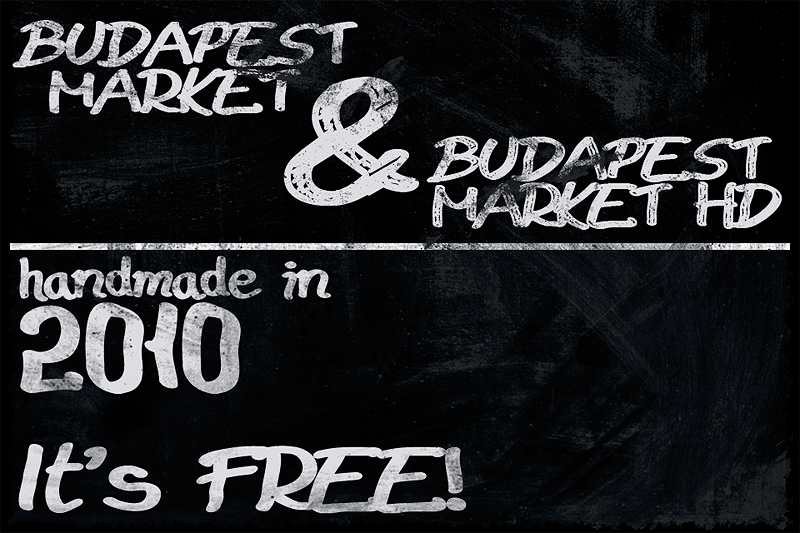 BUDAPEST
MARKET
&
BUDAPEST
MARKET HD
handmade in
2010
It's FREE!